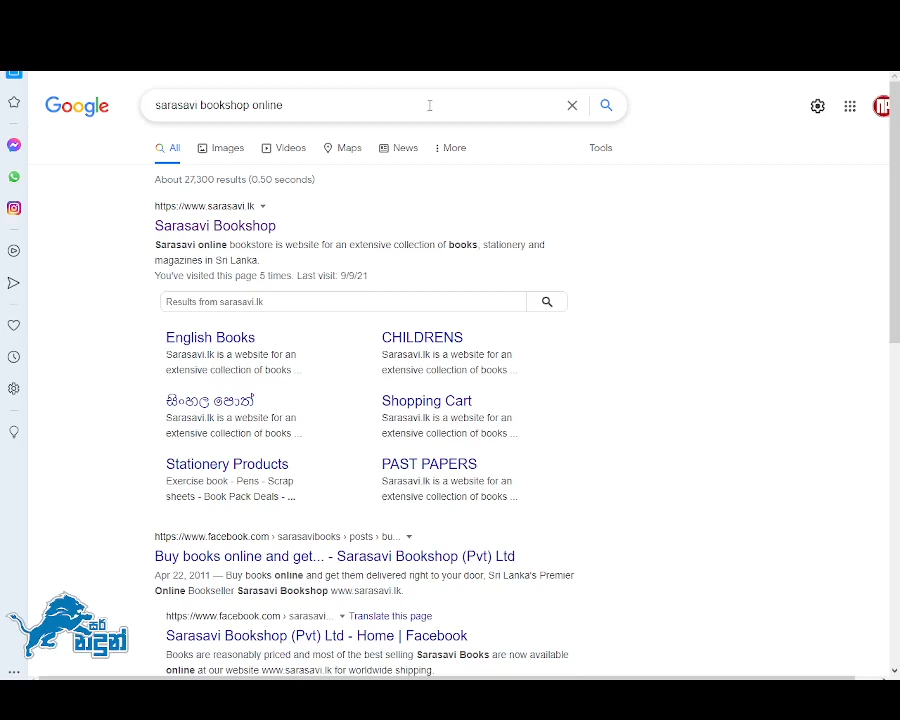 Google
sarasavi bookshop online
All Images Videos Maps News More Tools
About 27,300 results (0.50 seconds)
https://www.sarasavi.lk
Sarasavi Bookshop
Sarasavi online bookstore is website for an extensive collection of books, stationery and
magazines in Sri Lanka.
You've visited this page 5 times. Last visit: 9/9/21
Results from sarasavi.lk
English Books
Sarasavi.lk is a website for an
extensive collection of books ...
CHILDRENS
Sarasavi.lk is a website for an
extensive collection of books ...
සිංහල පොත්
Sarasavi.lk is a website for an
extensive collection of books ...
Shopping Cart
Sarasavi.lk is a website for an
extensive collection of books ...
Stationery Products
Exercise book - Pens - Scrap
sheets - Book Pack Deals - ...
PAST PAPERS
Sarasavi.lk is a website for an
extensive collection of books ...
https://www.facebook.com › sarasavibooks › posts › bu...
Buy books online and get... - Sarasavi Bookshop (Pvt) Ltd
Apr 22, 2011 — Buy books online and get them delivered right to your door, Sri Lanka's Premier
Online Bookseller Sarasavi Bookshop www.sarasavi.lk.
https://www.facebook.com › sarasavi... Translate this page
Sarasavi Bookshop (Pvt) Ltd - Home | Facebook
Books are reasonably priced and most of the best selling Sarasavi Books are now available
online at our website www.sarasavi.lk for worldwide shipping.
සර්
නදුන්